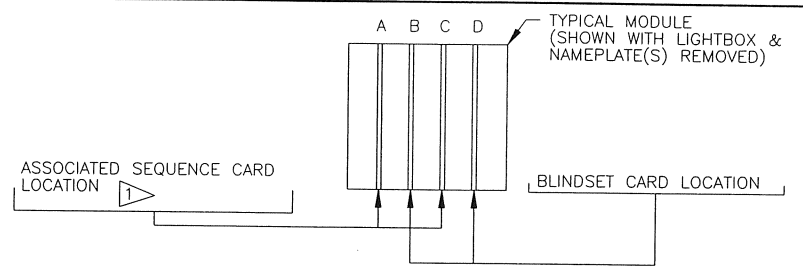 A B C D
TYPICAL MODULE
(SHOWN WITH LIGHTBOX &
NAMEPLATE(S) REMOVED)
ASSOCIATED SEQUENCE CARD
LOCATION 1
BLINDSET CARD LOCATION